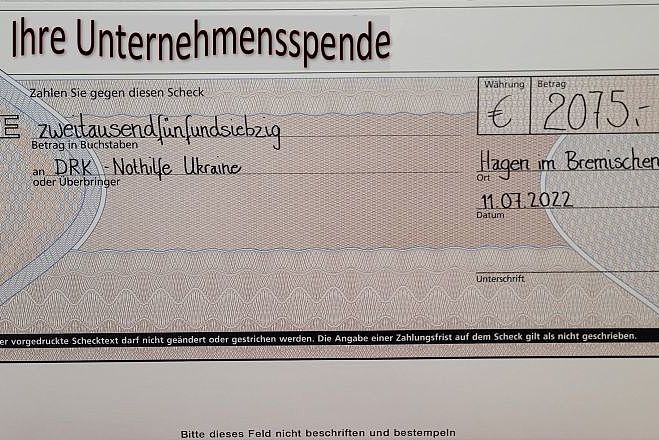 Ihre Unternehmensspende
Zahlen Sie gegen diesen Scheck
Währung
Betrag
€
2075,-
zweitausendfünfundsiebzig
Betrag in Buchstaben
an DRK - Nothilfe Ukraine
oder Überbringer
Hagen im Bremischen
Ort
11.07.2022
Datum
Unterschrift
er vorgedruckte Schecktext darf nicht geändert oder gestrichen werden. Die Angabe einer Zahlungsfrist auf dem Scheck gilt als nicht geschrieben.
Bitte dieses Feld nicht beschriften und bestempeln